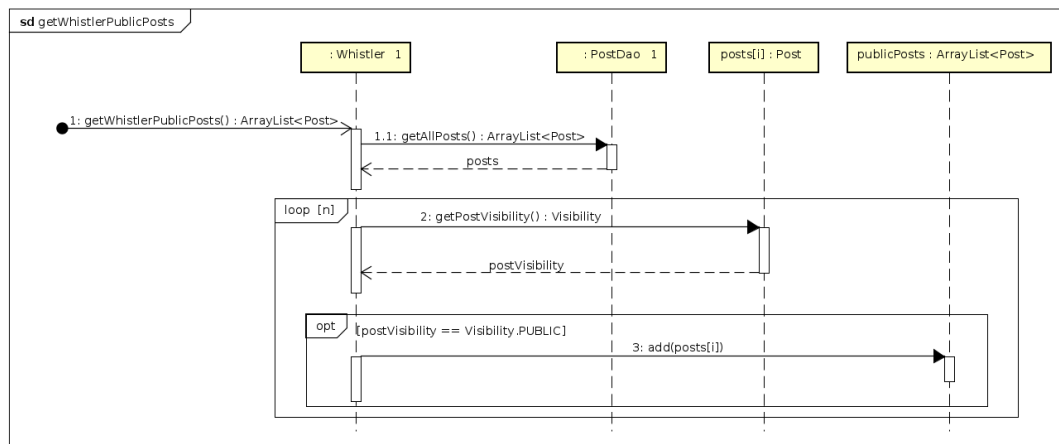 sd getWhistlerPublicPosts
: Whistler 1
: PostDao 1
posts[i] : Post
publicPosts : ArrayList<Post>
1: getWhistlerPublicPosts() : ArrayList<Post>
1.1: getAllPosts() : ArrayList<Post>
posts
loop [n]
2: getPostVisibility() : Visibility
postVisibility
opt
[postVisibility == Visibility.PUBLIC]
3: add(posts[i])